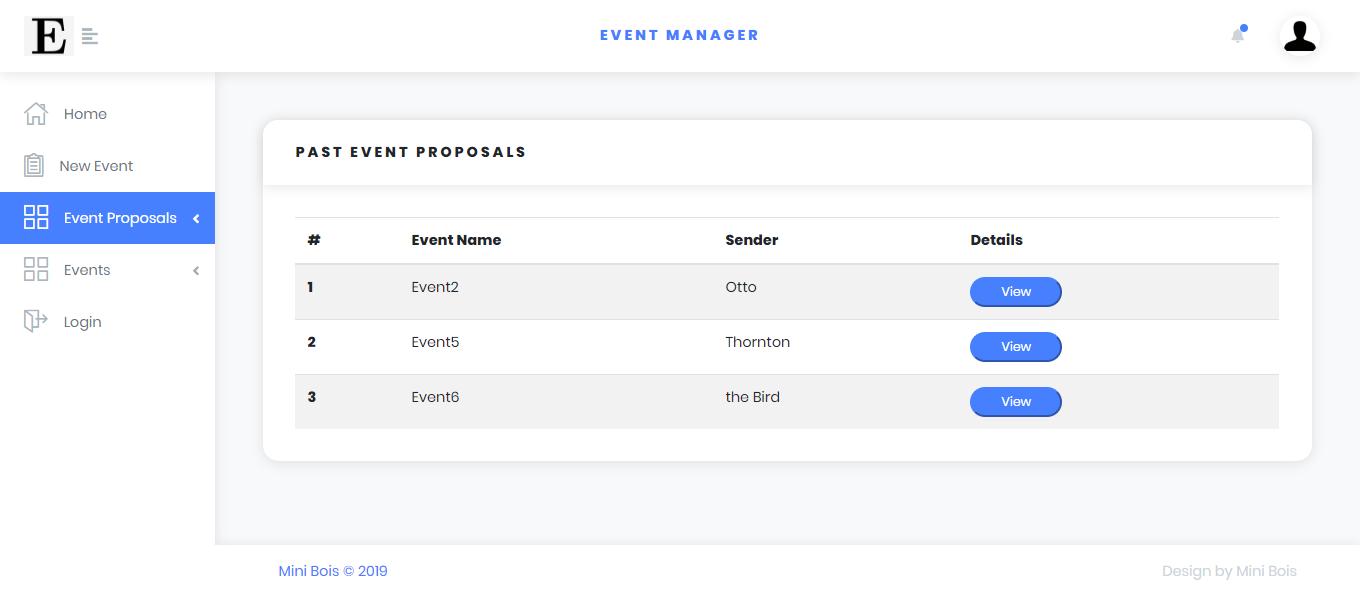 E
EVENT MANAGER
Home
New Event
Event Proposals
Events
Login
PAST EVENT PROPOSALS
# Event Name Sender Details
1 Event2 Otto View
2 Event5 Thornton View
3 Event6 the Bird View
Mini Bois © 2019
Design by Mini Bois